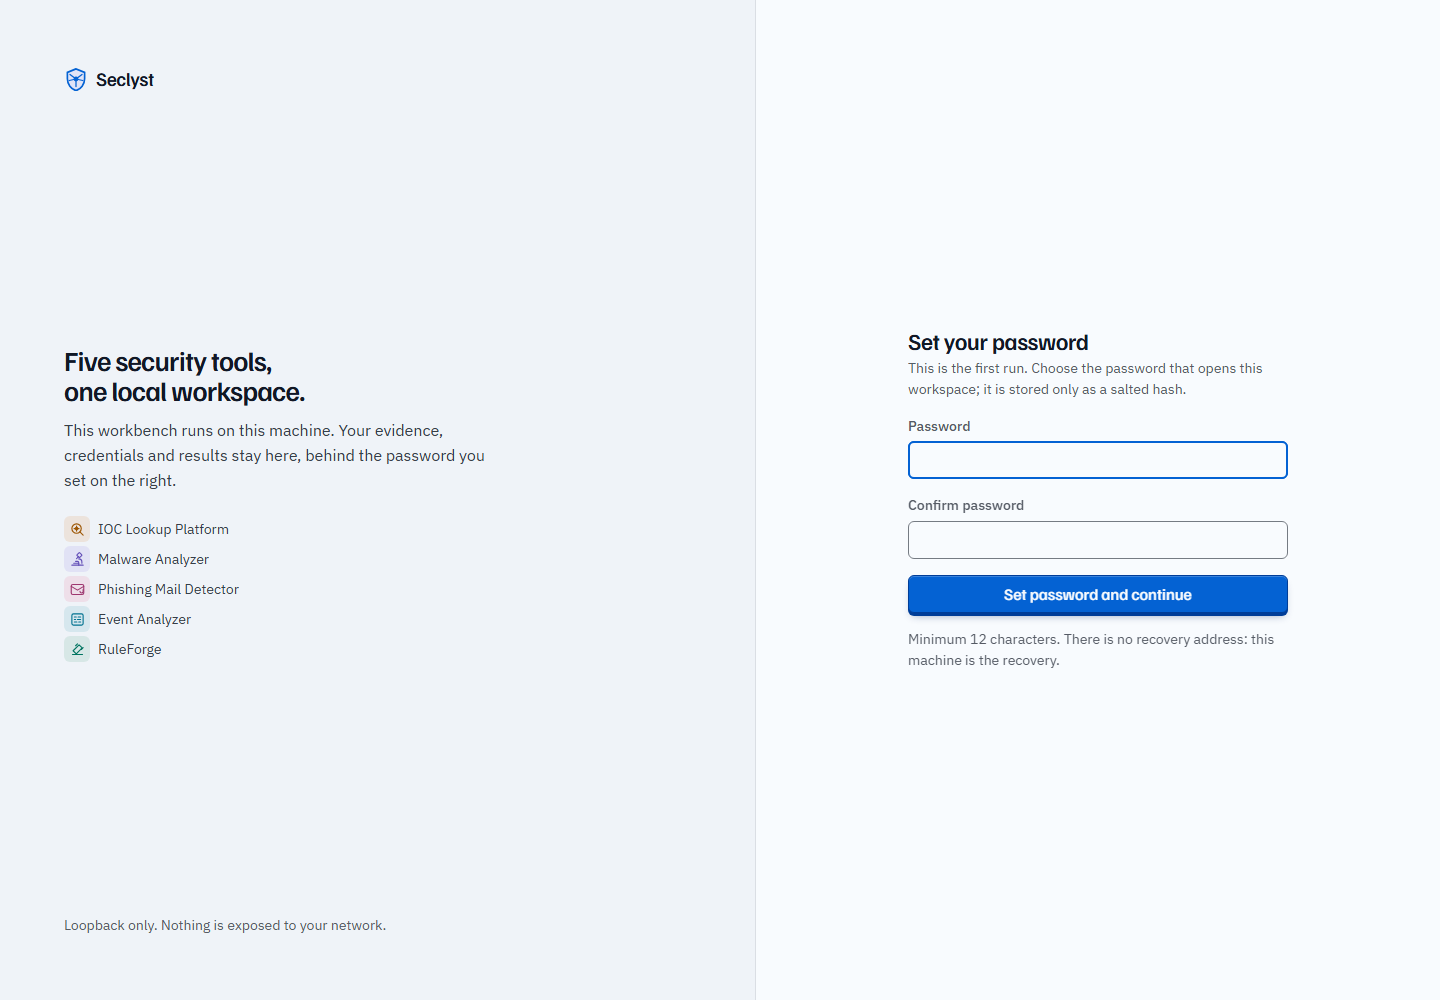 Seclyst
Five security tools,
one local workspace.
This workbench runs on this machine. Your evidence,
credentials and results stay here, behind the password you
set on the right.
IOC Lookup Platform
Malware Analyzer
Phishing Mail Detector
Event Analyzer
RuleForge
Loopback only. Nothing is exposed to your network.
Set your password
This is the first run. Choose the password that opens this
workspace; it is stored only as a salted hash.
Password
Confirm password
Set password and continue
Minimum 12 characters. There is no recovery address: this
machine is the recovery.